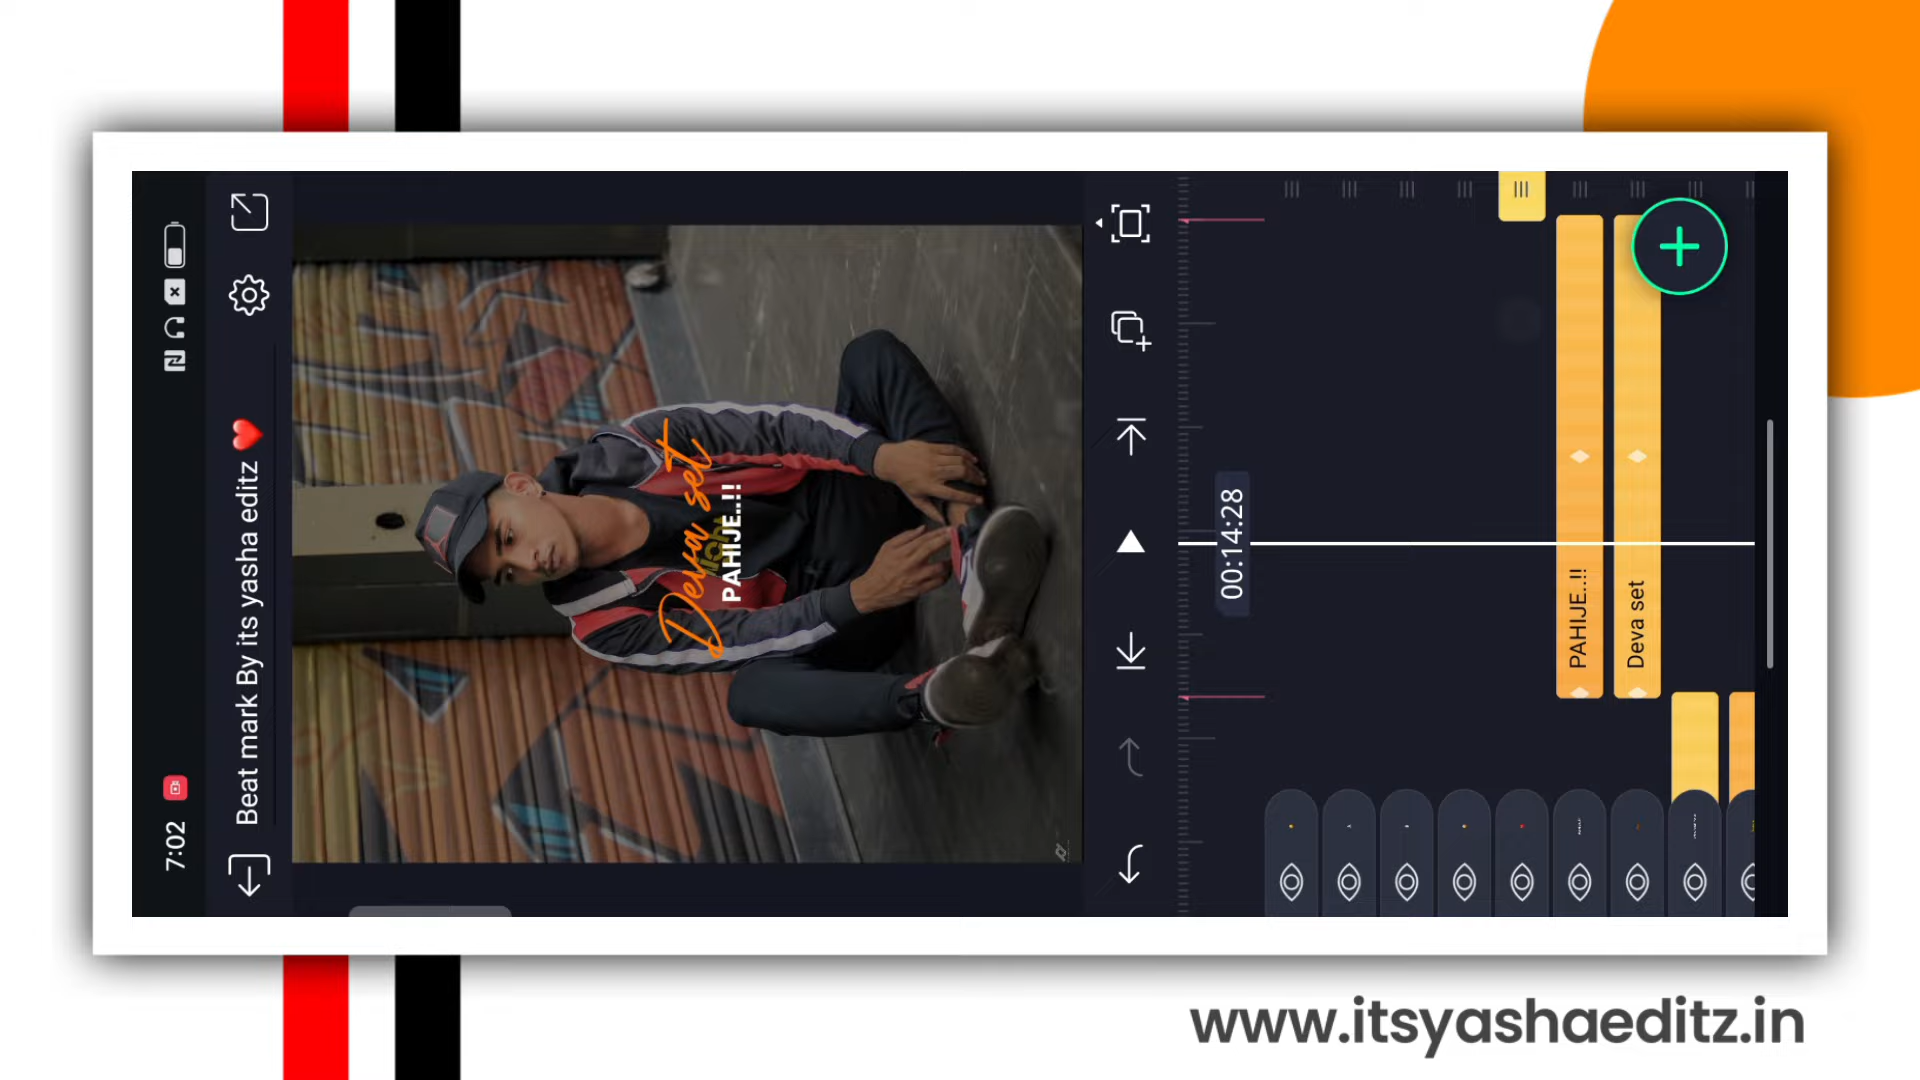 7:02
Beat mark By its yasha editz ❤️
Deva set
PAHIJE..!!
00:14:28
PAHIJE..!!
Deva set
www.itsyashaeditz.in